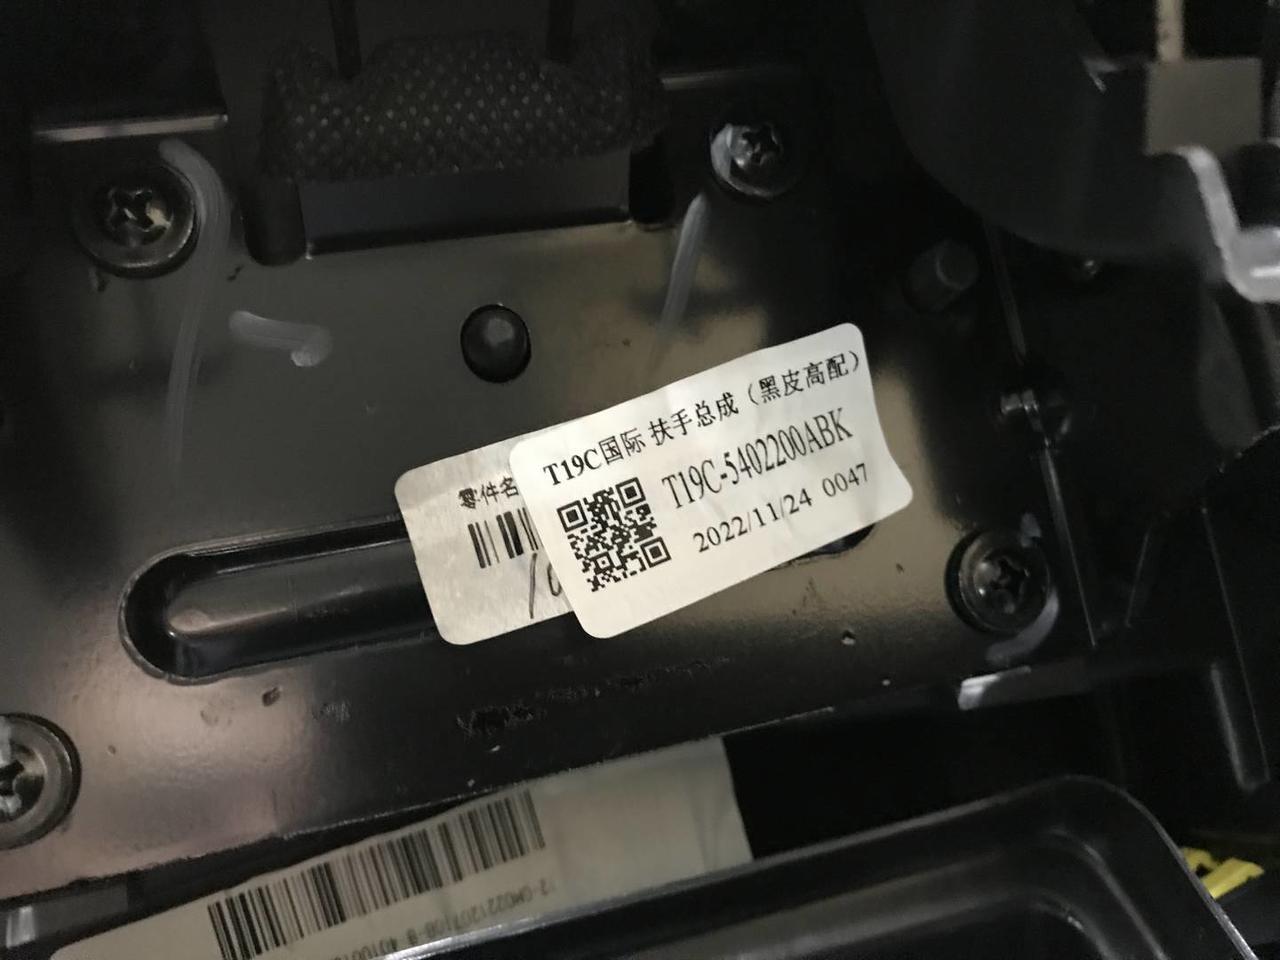 T19C国际 扶手总成（黑皮高配）
T19C-5402200ABK
2022/11/24 0047
零件名